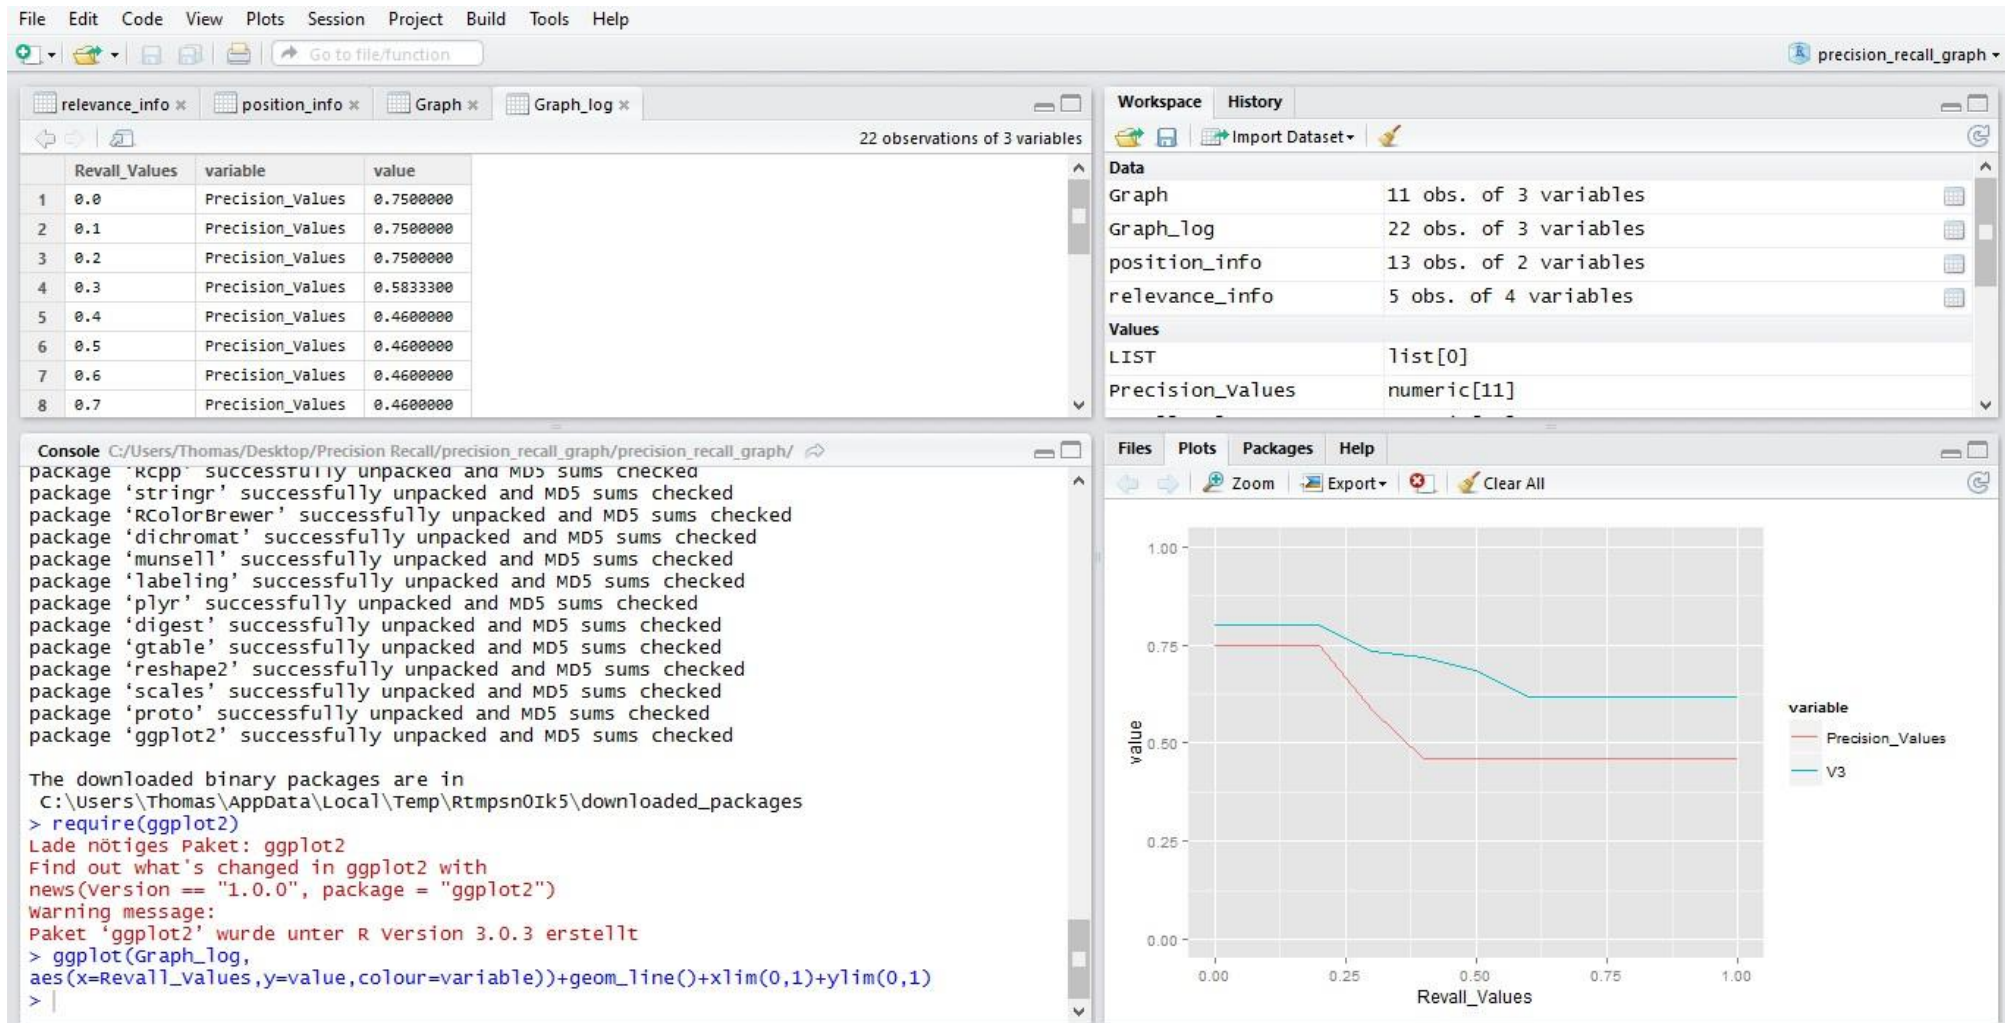 File Edit Code View Plots Session Project Build Tools Help
Go to file/function
precision_recall_graph
relevance_info × position_info × Graph × Graph_log ×
22 observations of 3 variables
Revall_Values variable value
1 0.0 Precision_Values 0.7500000
2 0.1 Precision_Values 0.7500000
3 0.2 Precision_Values 0.7500000
4 0.3 Precision_Values 0.5833300
5 0.4 Precision_Values 0.4600000
6 0.5 Precision_Values 0.4600000
7 0.6 Precision_Values 0.4600000
8 0.7 Precision_Values 0.4600000
Console C:/Users/Thomas/Desktop/Precision Recall/precision_recall_graph/precision_recall_graph/
package ‘Rcpp’ successfully unpacked and MD5 sums checked
package ‘stringr’ successfully unpacked and MD5 sums checked
package ‘RColorBrewer’ successfully unpacked and MD5 sums checked
package ‘dichromat’ successfully unpacked and MD5 sums checked
package ‘munsell’ successfully unpacked and MD5 sums checked
package ‘labeling’ successfully unpacked and MD5 sums checked
package ‘plyr’ successfully unpacked and MD5 sums checked
package ‘digest’ successfully unpacked and MD5 sums checked
package ‘gtable’ successfully unpacked and MD5 sums checked
package ‘reshape2’ successfully unpacked and MD5 sums checked
package ‘scales’ successfully unpacked and MD5 sums checked
package ‘proto’ successfully unpacked and MD5 sums checked
package ‘ggplot2’ successfully unpacked and MD5 sums checked
The downloaded binary packages are in
C:\Users\Thomas\AppData\Local\Temp\RtmpsnOIk5\downloaded_packages
> require(ggplot2)
Lade nötiges Paket: ggplot2
Find out what's changed in ggplot2 with
news(Version == "1.0.0", package = "ggplot2")
Warning message:
Paket ‘ggplot2’ wurde unter R Version 3.0.3 erstellt
> ggplot(Graph_log,
aes(x=Revall_Values,y=value,colour=variable))+geom_line()+xlim(0,1)+ylim(0,1)
>
Workspace History
Import Dataset
Data
Graph 11 obs. of 3 variables
Graph_log 22 obs. of 3 variables
position_info 13 obs. of 2 variables
relevance_info 5 obs. of 4 variables
Values
LIST list[0]
Precision_Values numeric[11]
Files Plots Packages Help
Zoom Export Clear All
1.00
0.75
0.50
0.25
0.00
value
0.00 0.25 0.50 0.75 1.00
Revall_Values
variable
Precision_Values
V3